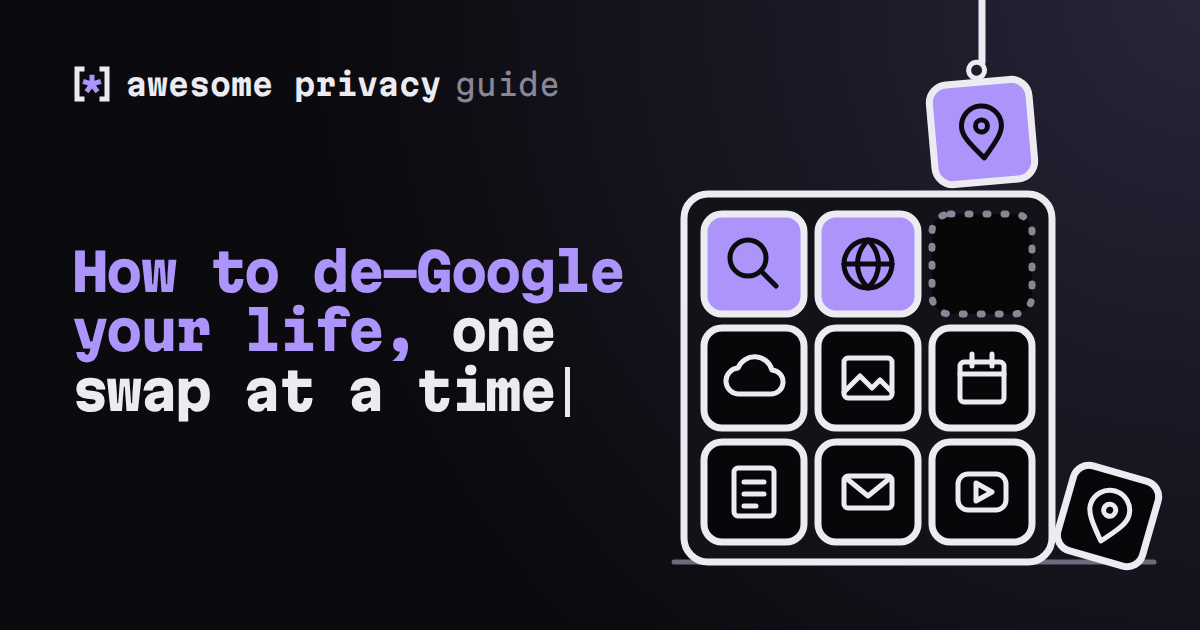 [*] awesome privacy guide
How to de-Google
your life, one
swap at a time|